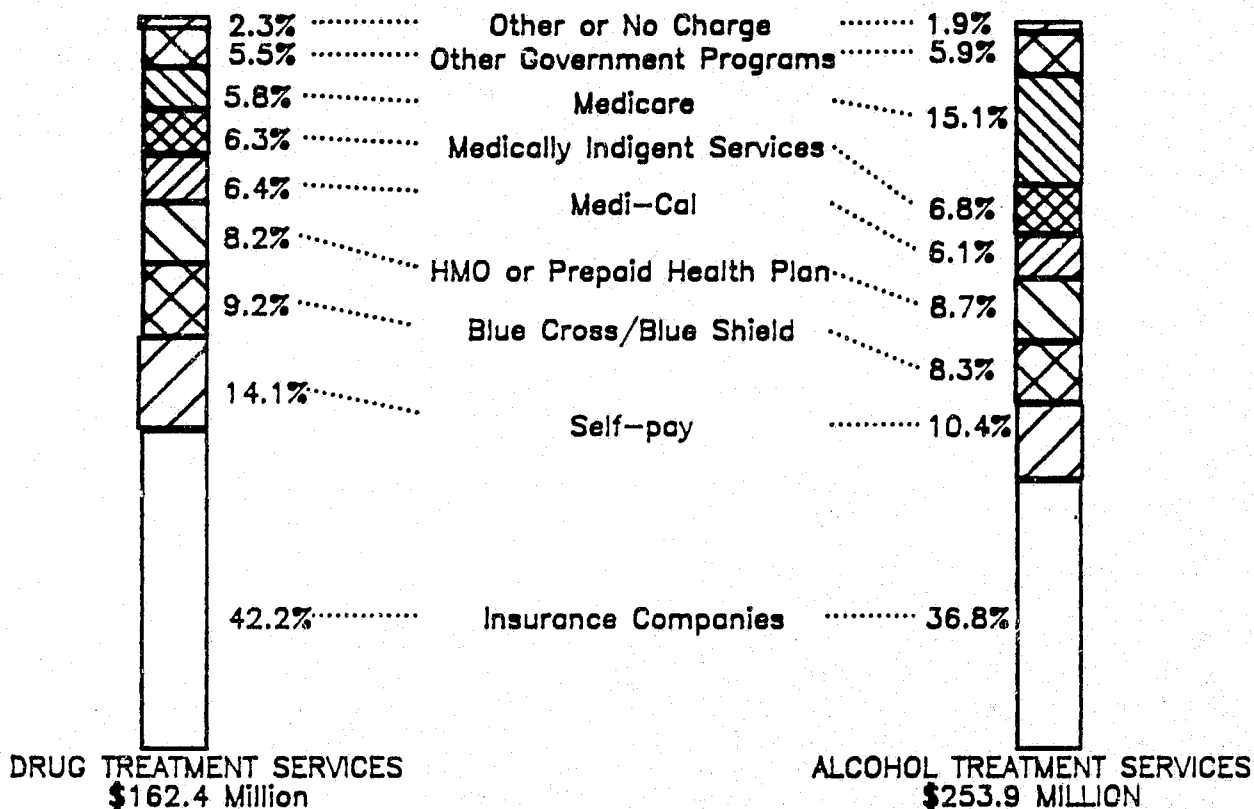 2.3% Other or No Charge 1.9%
5.5% Other Government Programs 5.9%
5.8% Medicare 15.1%
6.3% Medically Indigent Services 6.8%
6.4% Medi-Cal 6.1%
8.2% HMO or Prepaid Health Plan 8.7%
9.2% Blue Cross/Blue Shield 8.3%
14.1% Self-pay 10.4%
42.2% Insurance Companies 36.8%
DRUG TREATMENT SERVICES
$162.4 Million
ALCOHOL TREATMENT SERVICES
$253.9 MILLION